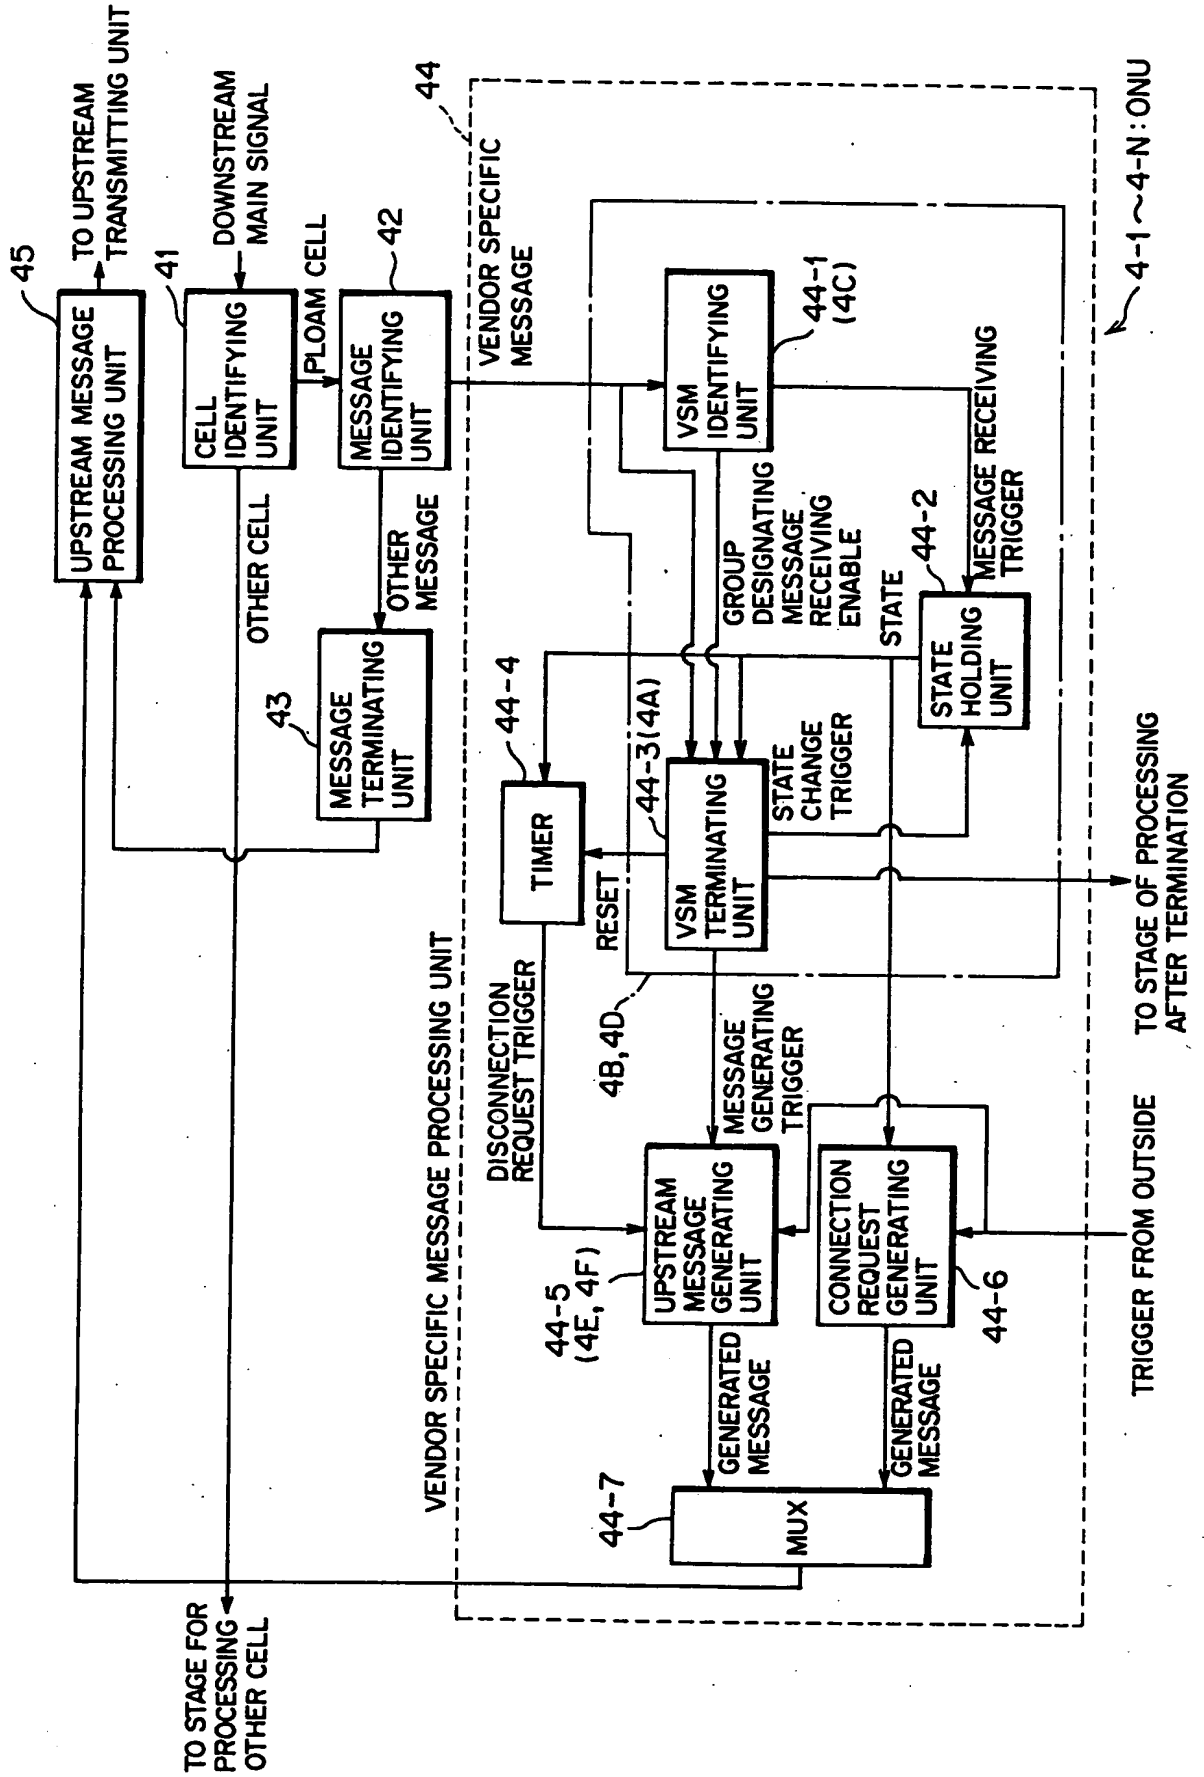 45
UPSTREAM MESSAGE
PROCESSING UNIT
TO UPSTREAM
TRANSMITTING UNIT
41
CELL
IDENTIFYING
UNIT
DOWNSTREAM
MAIN SIGNAL
PLOAM CELL
OTHER CELL
42
MESSAGE
IDENTIFYING
UNIT
OTHER
MESSAGE
43
MESSAGE
TERMINATING
UNIT
TO STAGE FOR
PROCESSING
OTHER CELL
VENDOR SPECIFIC MESSAGE PROCESSING UNIT
44
VENDOR SPECIFIC
MESSAGE
44-4
TIMER
RESET
DISCONNECTION
REQUEST TRIGGER
VSM
IDENTIFYING
UNIT
44-1
(4C)
GROUP
DESIGNATING
MESSAGE
RECEIVING
ENABLE
44-3(4A)
VSM
TERMINATING
UNIT
STATE
CHANGE
TRIGGER
STATE
44-2
STATE
HOLDING
UNIT
MESSAGE RECEIVING
TRIGGER
4B,4D
MESSAGE
GENERATING
TRIGGER
44-5
(4E, 4F)
UPSTREAM
MESSAGE
GENERATING
UNIT
CONNECTION
REQUEST
GENERATING
UNIT
44-6
GENERATED
MESSAGE
GENERATED
MESSAGE
44-7
MUX
TRIGGER FROM OUTSIDE
TO STAGE OF PROCESSING
AFTER TERMINATION
4-1～4-N:ONU